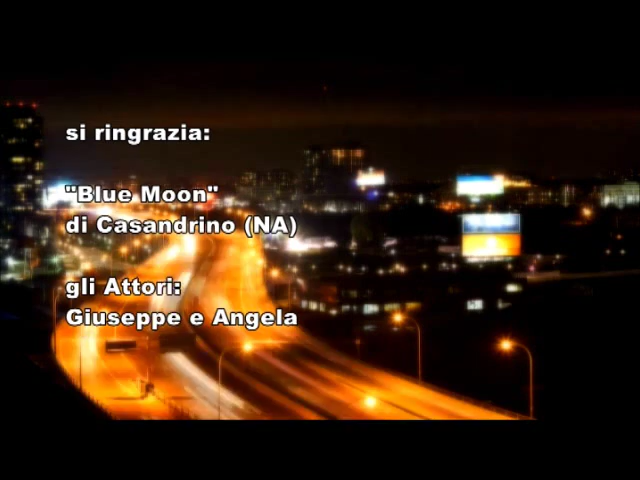 si ringrazia:
"Blue Moon"
di Casandrino (NA)
gli Attori:
Giuseppe e Angela